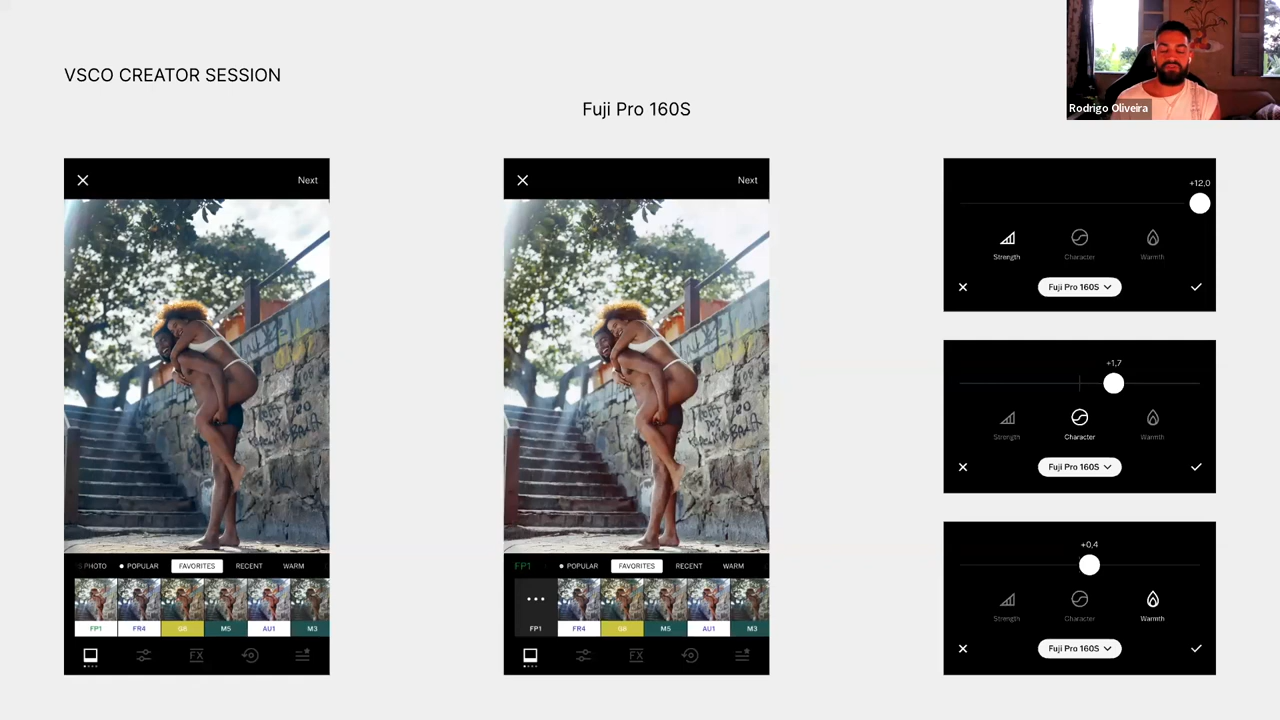 VSCO CREATOR SESSION
Fuji Pro 160S
Rodrigo Oliveira
Next
POPULAR FAVORITES RECENT WARM
FP1 FR4 G8 M5 AU1 M3
FX
Next
FP1 POPULAR FAVORITES RECENT WARM
FP1 FR4 G8 M5 AU1 M3
FX
+12,0
Strength Character Warmth
Fuji Pro 160S
+1,7
Strength Character Warmth
Fuji Pro 160S
+0,4
Strength Character Warmth
Fuji Pro 160S